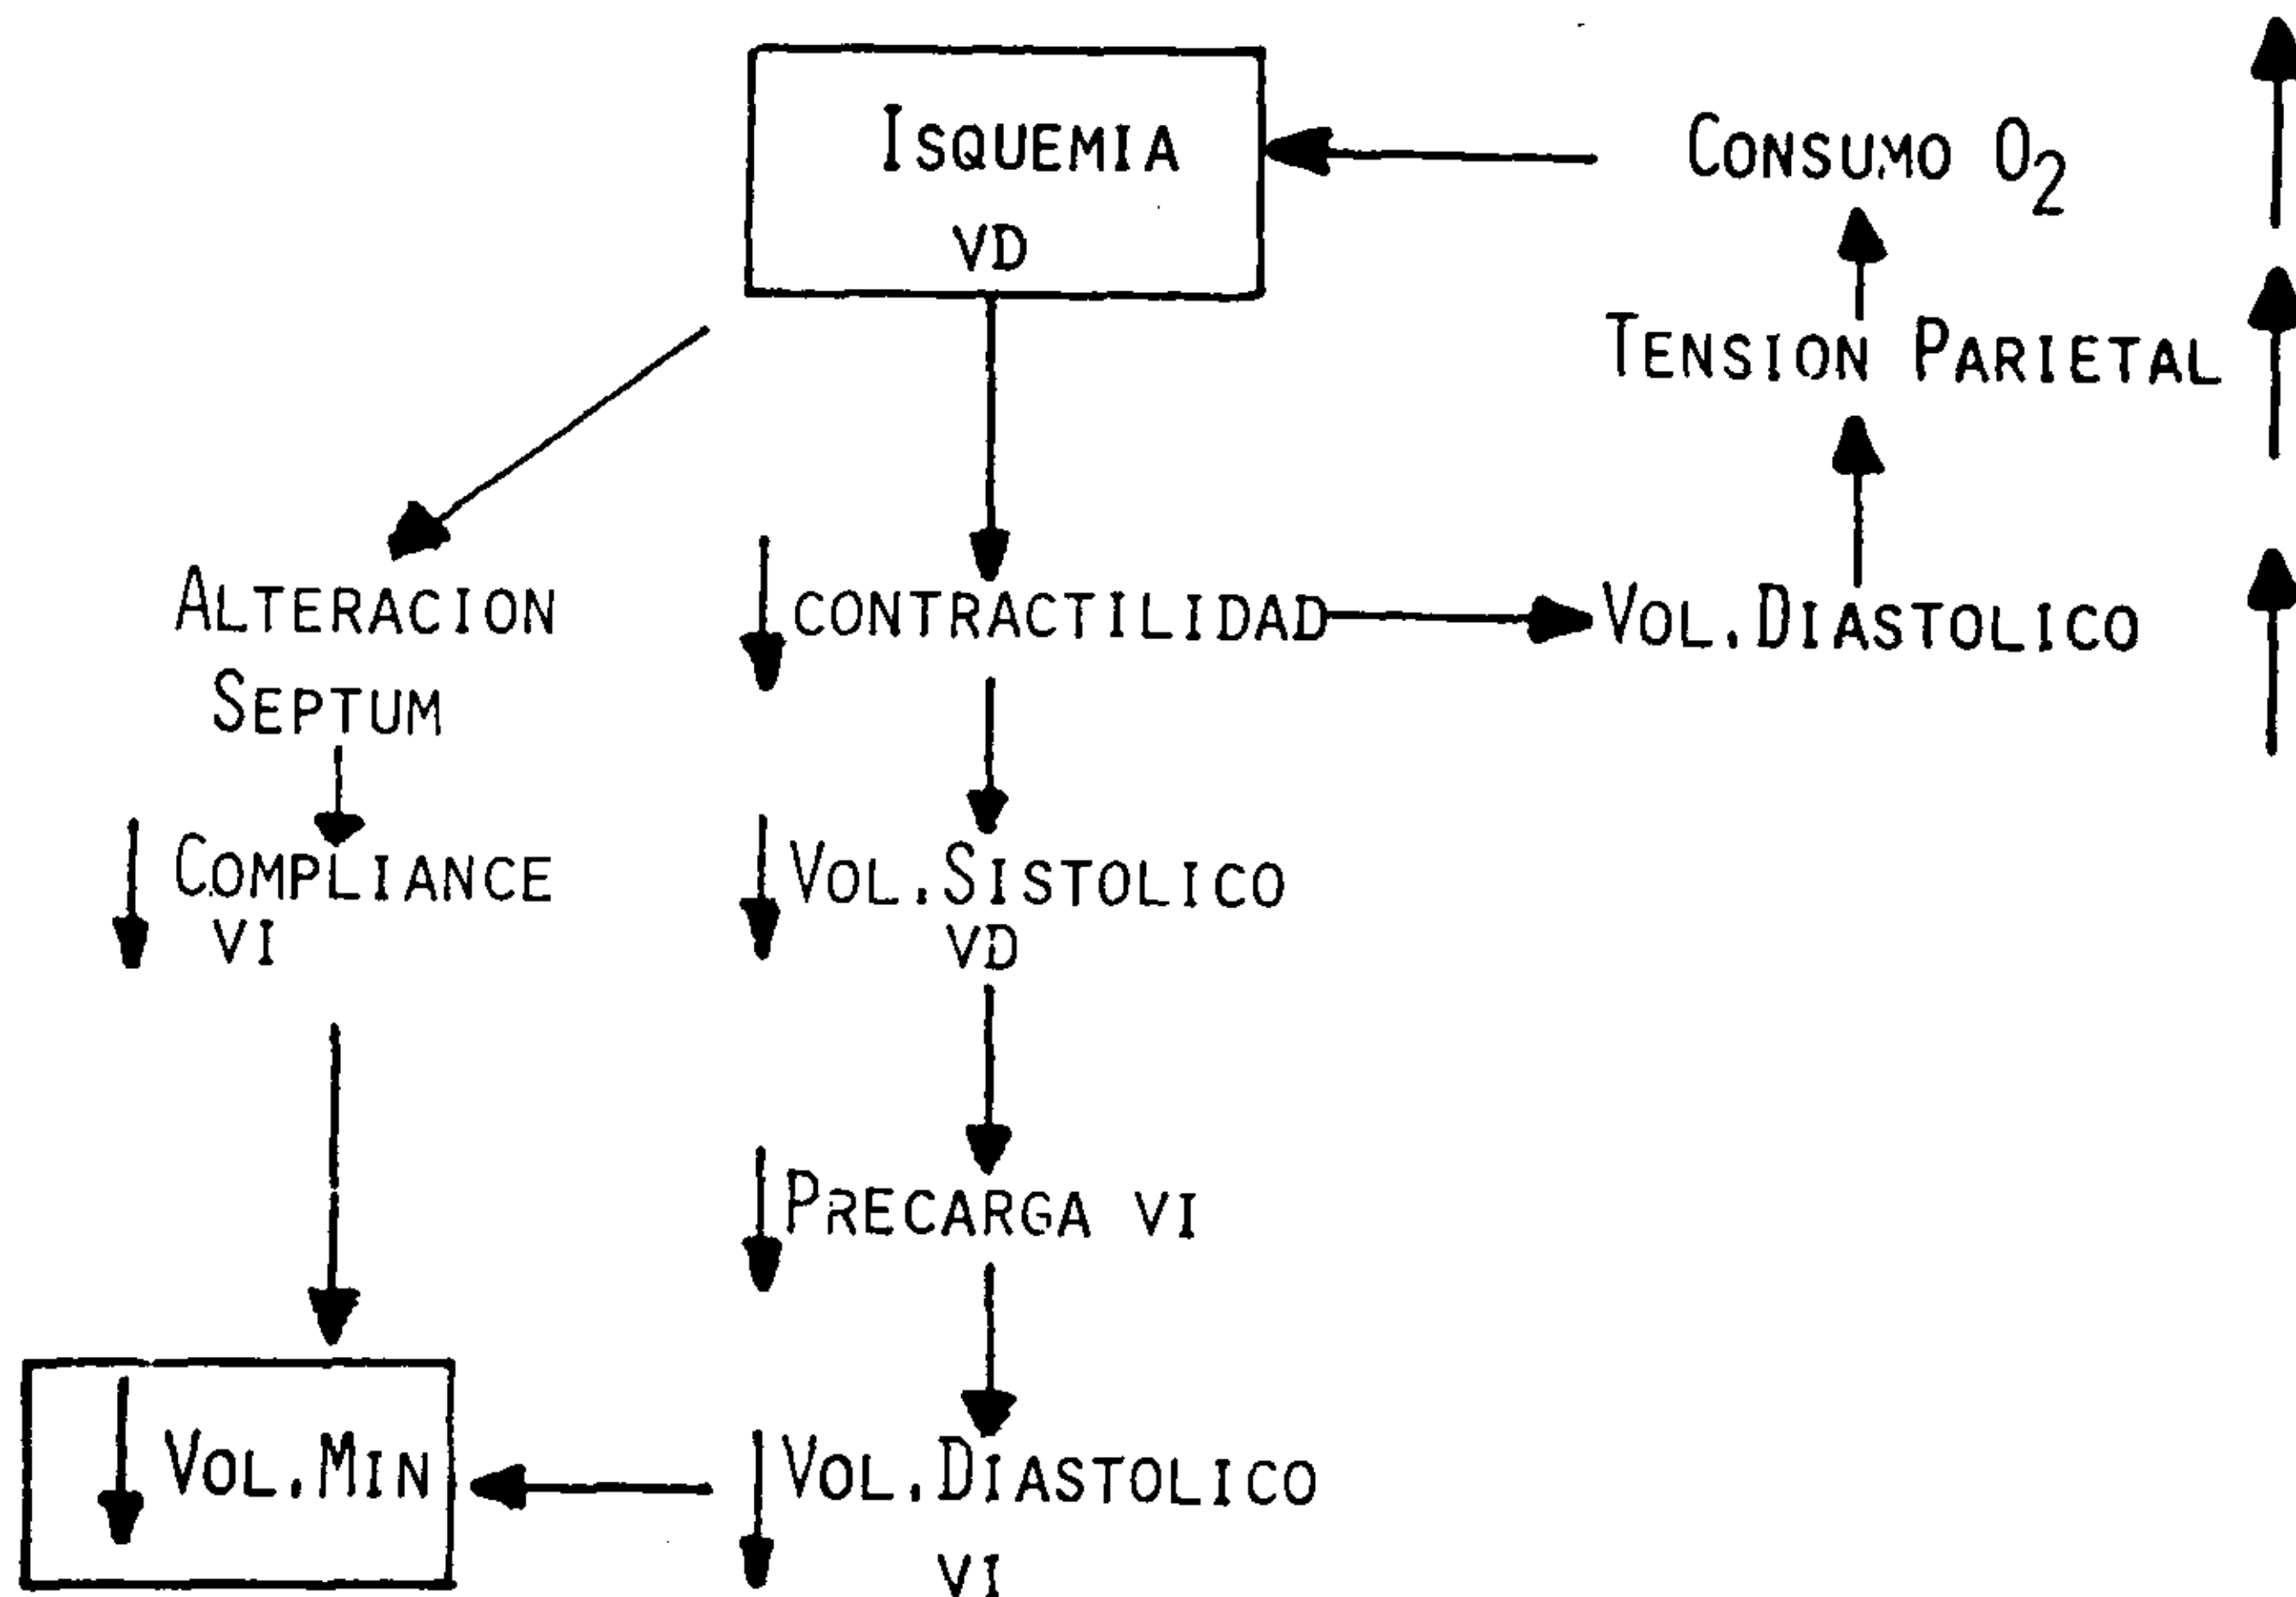 ISQUEMIA
VD
CONSUMO O2
TENSION PARIETAL
ALTERACION
SEPTUM
CONTRACTILIDAD
VOL.DIASTOLICO
COMPLIANCE
VI
VOL.SISTOLICO
VD
PRECARGA VI
VOL.MIN
VOL.DIASTOLICO
VI